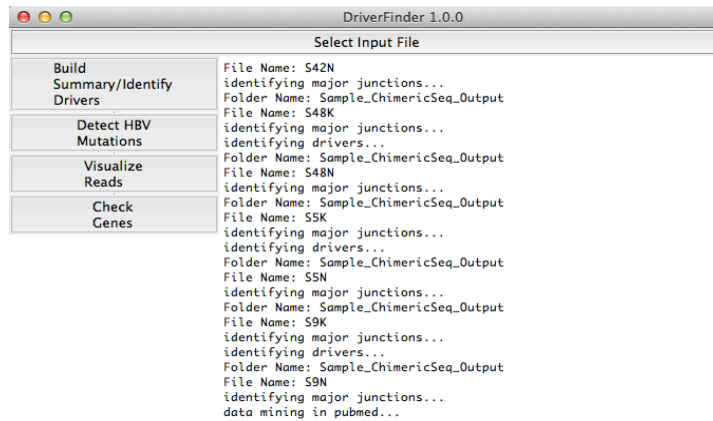 DriverFinder 1.0.0
Select Input File
Build
Summary/Identify
Drivers
Detect HBV
Mutations
Visualize
Reads
Check
Genes
File Name: S42N
identifying major junctions...
Folder Name: Sample_ChimericSeq_Output
File Name: S48K
identifying major junctions...
identifying drivers...
Folder Name: Sample_ChimericSeq_Output
File Name: S48N
identifying major junctions...
Folder Name: Sample_ChimericSeq_Output
File Name: S5K
identifying major junctions...
identifying drivers...
Folder Name: Sample_ChimericSeq_Output
File Name: S5N
identifying major junctions...
Folder Name: Sample_ChimericSeq_Output
File Name: S9K
identifying major junctions...
identifying drivers...
Folder Name: Sample_ChimericSeq_Output
File Name: S9N
identifying major junctions...
data mining in pubmed...